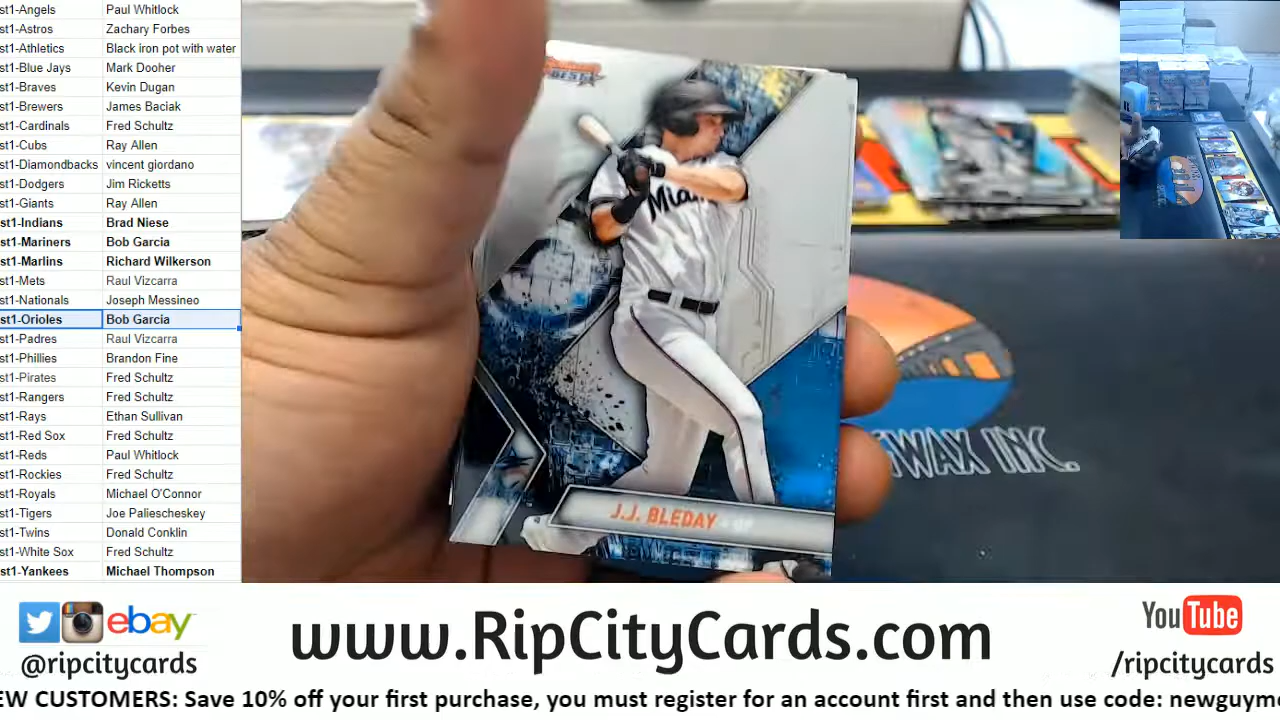 st1-Angels Paul Whitlock
st1-Astros Zachary Forbes
st1-Athletics Black iron pot with water
st1-Blue Jays Mark Dooher
st1-Braves Kevin Dugan
st1-Brewers James Baciak
st1-Cardinals Fred Schultz
st1-Cubs Ray Allen
st1-Diamondbacks vincent giordano
st1-Dodgers Jim Ricketts
st1-Giants Ray Allen
st1-Indians Brad Niese
st1-Mariners Bob Garcia
st1-Marlins Richard Wilkerson
st1-Mets Raul Vizcarra
st1-Nationals Joseph Messineo
st1-Orioles Bob Garcia
st1-Padres Raul Vizcarra
st1-Phillies Brandon Fine
st1-Pirates Fred Schultz
st1-Rangers Fred Schultz
st1-Rays Ethan Sullivan
st1-Red Sox Fred Schultz
st1-Reds Paul Whitlock
st1-Rockies Fred Schultz
st1-Royals Michael O'Connor
st1-Tigers Joe Paliescheskey
st1-Twins Donald Conklin
st1-White Sox Fred Schultz
st1-Yankees Michael Thompson
BEST
Miami
J.J. BLEDAY
WAX INC.
ebay
@ripcitycards
www.RipCityCards.com
YouTube
/ripcitycards
EW CUSTOMERS: Save 10% off your first purchase, you must register for an account first and then use code: newguym